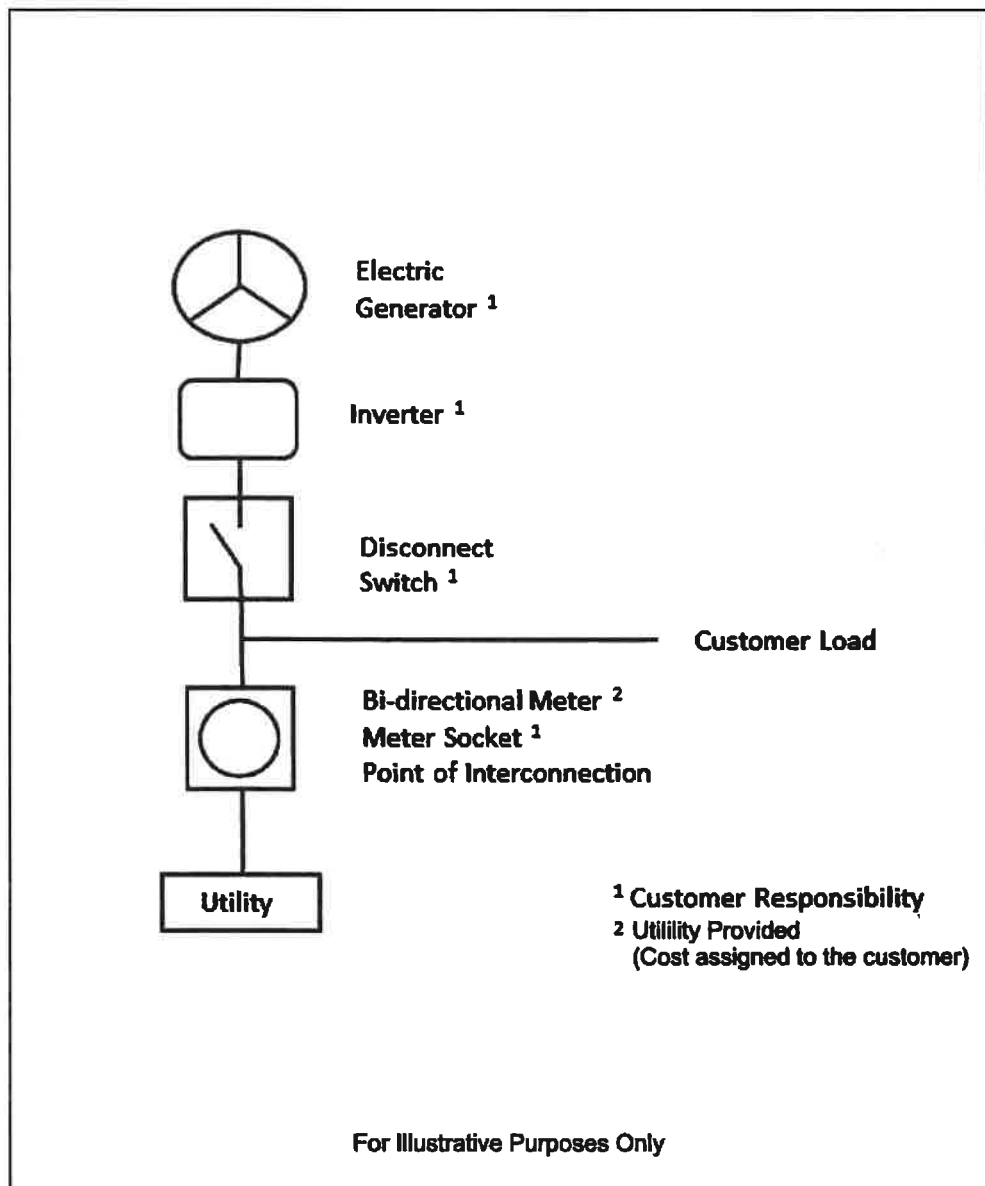 Electric
Generator ¹
Inverter ¹
Disconnect
Switch ¹
Customer Load
Bi-directional Meter ²
Meter Socket ¹
Point of Interconnection
Utility
¹ Customer Responsibility
² Utilility Provided
(Cost assigned to the customer)
For Illustrative Purposes Only